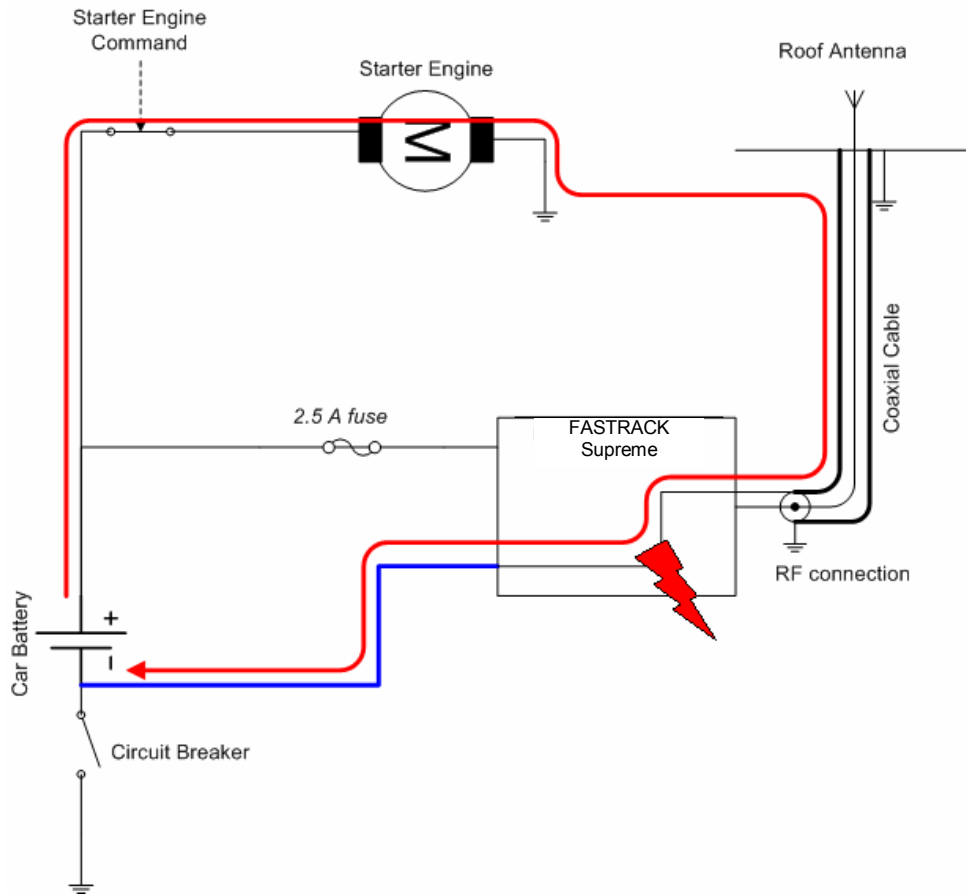 Starter Engine
Command
Starter Engine
M
Roof Antenna
Coaxial Cable
2.5 A fuse
FASTRACK
Supreme
RF connection
Car Battery
+
–
Circuit Breaker